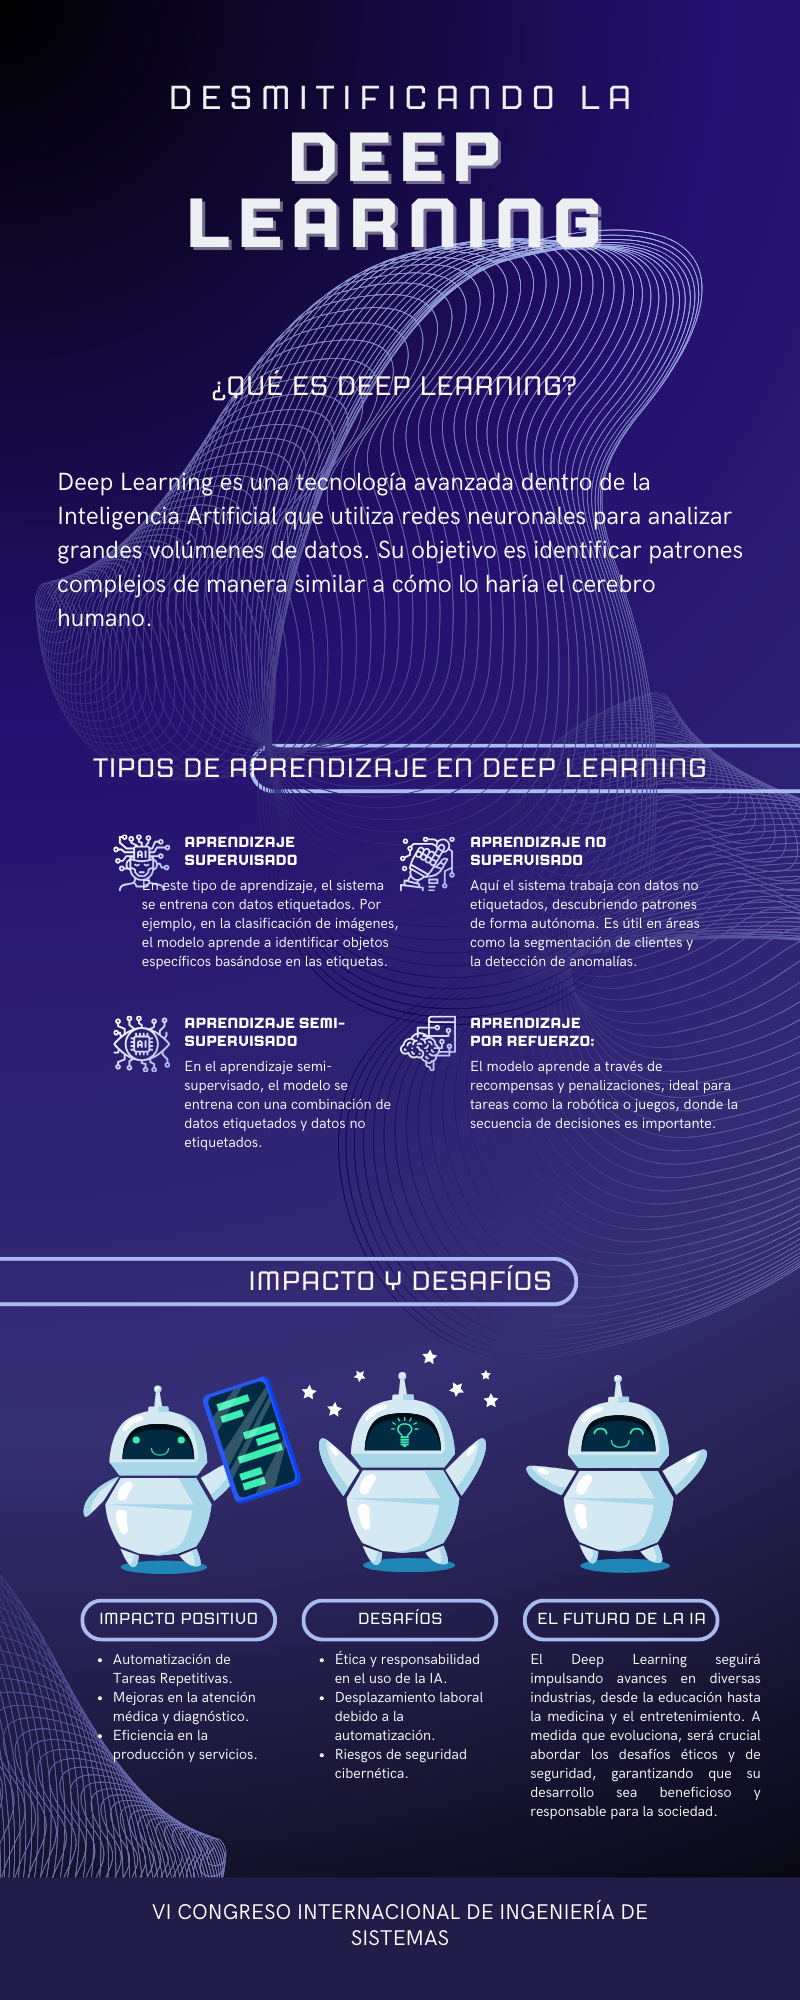 DESMITIFICANDO LA
DEEP
LEARNING
¿QUÉ ES DEEP LEARNING?
Deep Learning es una tecnología avanzada dentro de la
Inteligencia Artificial que utiliza redes neuronales para analizar
grandes volúmenes de datos. Su objetivo es identificar patrones
complejos de manera similar a cómo lo haría el cerebro
humano.
TIPOS DE APRENDIZAJE EN DEEP LEARNING
AI
APRENDIZAJE
SUPERVISADO
En este tipo de aprendizaje, el sistema
se entrena con datos etiquetados. Por
ejemplo, en la clasificación de imágenes,
el modelo aprende a identificar objetos
específicos basándose en las etiquetas.
APRENDIZAJE NO
SUPERVISADO
Aquí el sistema trabaja con datos no
etiquetados, descubriendo patrones
de forma autónoma. Es útil en áreas
como la segmentación de clientes y
la detección de anomalías.
AI
APRENDIZAJE SEMI-
SUPERVISADO
En el aprendizaje semi-
supervisado, el modelo se
entrena con una combinación de
datos etiquetados y datos no
etiquetados.
APRENDIZAJE
POR REFUERZO:
El modelo aprende a través de
recompensas y penalizaciones, ideal para
tareas como la robótica o juegos, donde la
secuencia de decisiones es importante.
IMPACTO Y DESAFÍOS
IMPACTO POSITIVO
• Automatización de
Tareas Repetitivas.
• Mejoras en la atención
médica y diagnóstico.
• Eficiencia en la
producción y servicios.
DESAFÍOS
• Ética y responsabilidad
en el uso de la IA.
• Desplazamiento laboral
debido a la
automatización.
• Riesgos de seguridad
cibernética.
EL FUTURO DE LA IA
El Deep Learning seguirá
impulsando avances en diversas
industrias, desde la educación hasta
la medicina y el entretenimiento. A
medida que evoluciona, será crucial
abordar los desafíos éticos y de
seguridad, garantizando que su
desarrollo sea beneficioso y
responsable para la sociedad.
VI CONGRESO INTERNACIONAL DE INGENIERÍA DE
SISTEMAS